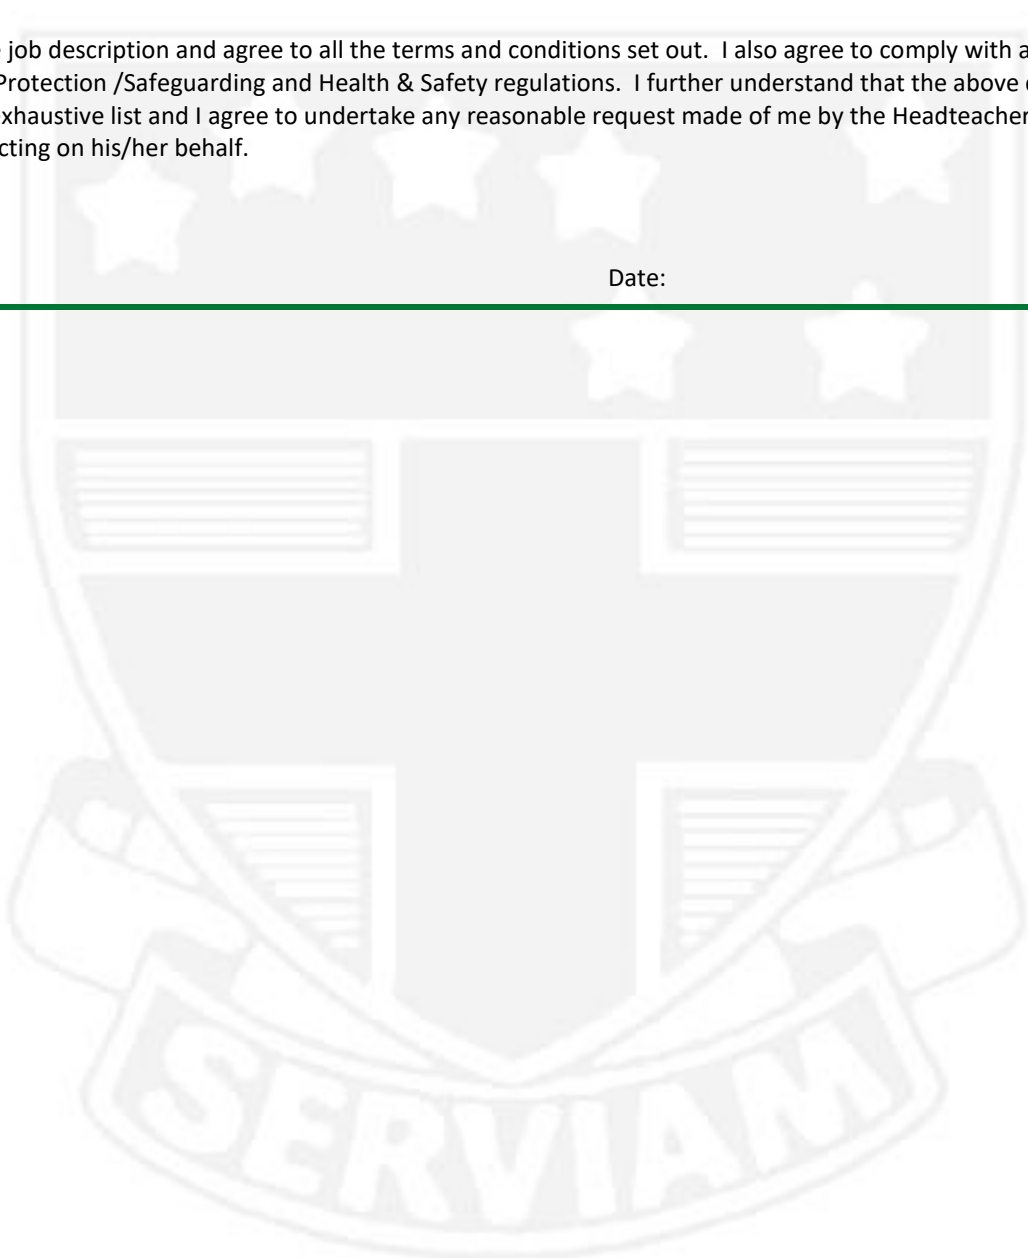 job description and agree to all the terms and conditions set out. I also agree to comply with a
Protection /Safeguarding and Health & Safety regulations. I further understand that the above
exhaustive list and I agree to undertake any reasonable request made of me by the Headteacher
cting on his/her behalf.
Date:
SERVIAM